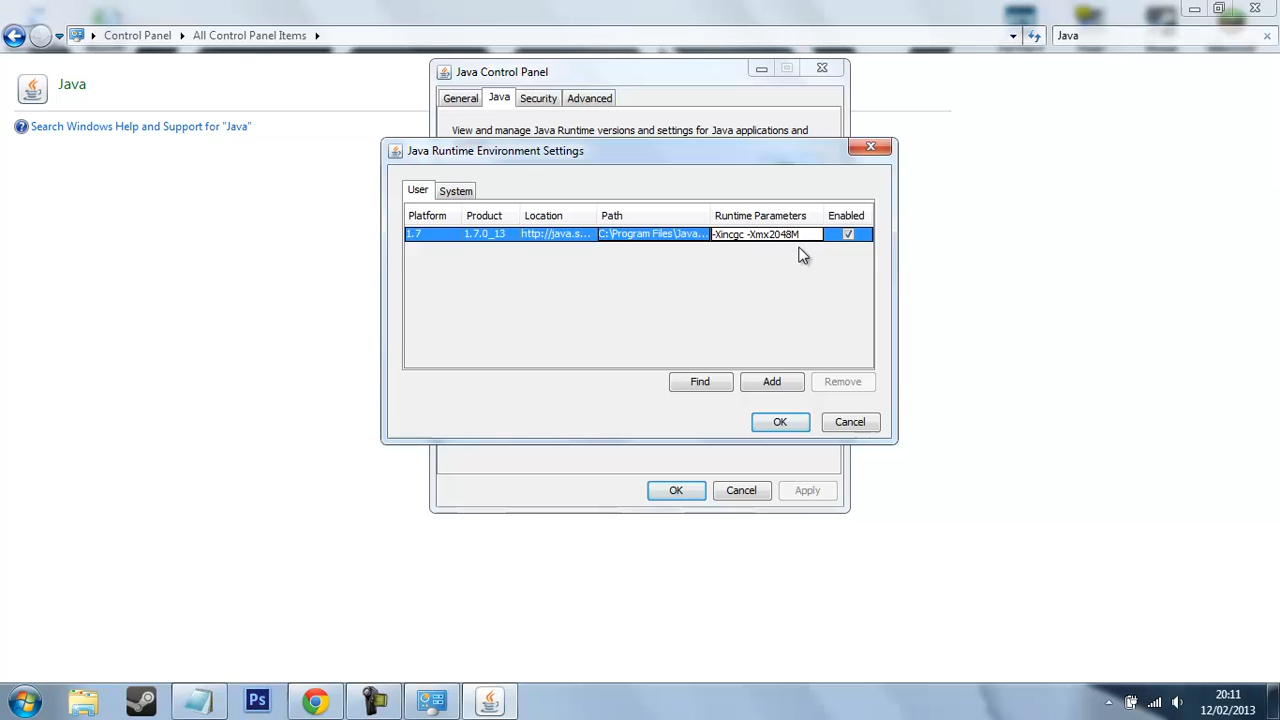 Control Panel
All Control Panel Items
Java
Java
Search Windows Help and Support for "Java"
Java Control Panel
General
Java
Security
Advanced
View and manage Java Runtime versions and settings for Java applications and
Java Runtime Environment Settings
User
System
Platform
Product
Location
Path
Runtime Parameters
Enabled
1.7
1.7.0_13
http://java.s...
C:\Program Files\Java...
-Xincgc -Xmx2048M
Find
Add
Remove
OK
Cancel
OK
Cancel
Apply
Ps
20:11
12/02/2013